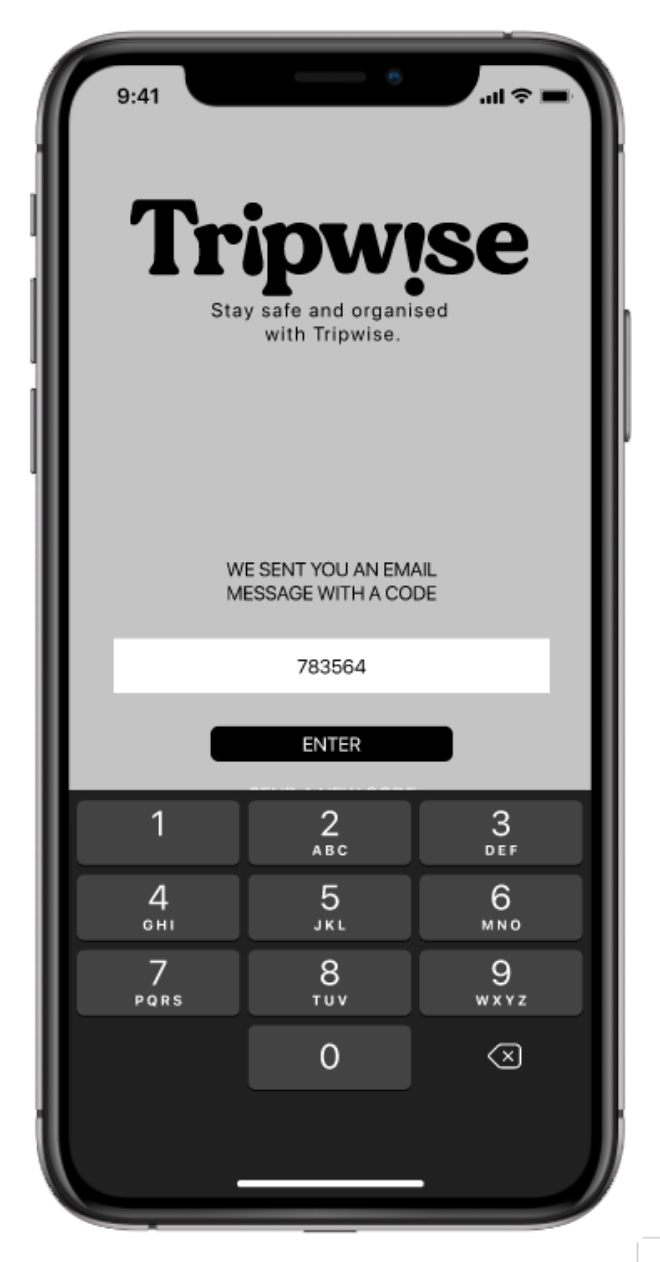 9:41
Tripwise
Stay safe and organised
with Tripwise.
WE SENT YOU AN EMAIL
MESSAGE WITH A CODE
783564
ENTER
1 2 3
ABC DEF
4 5 6
GHI JKL MNO
7 8 9
PQRS TUV WXYZ
0